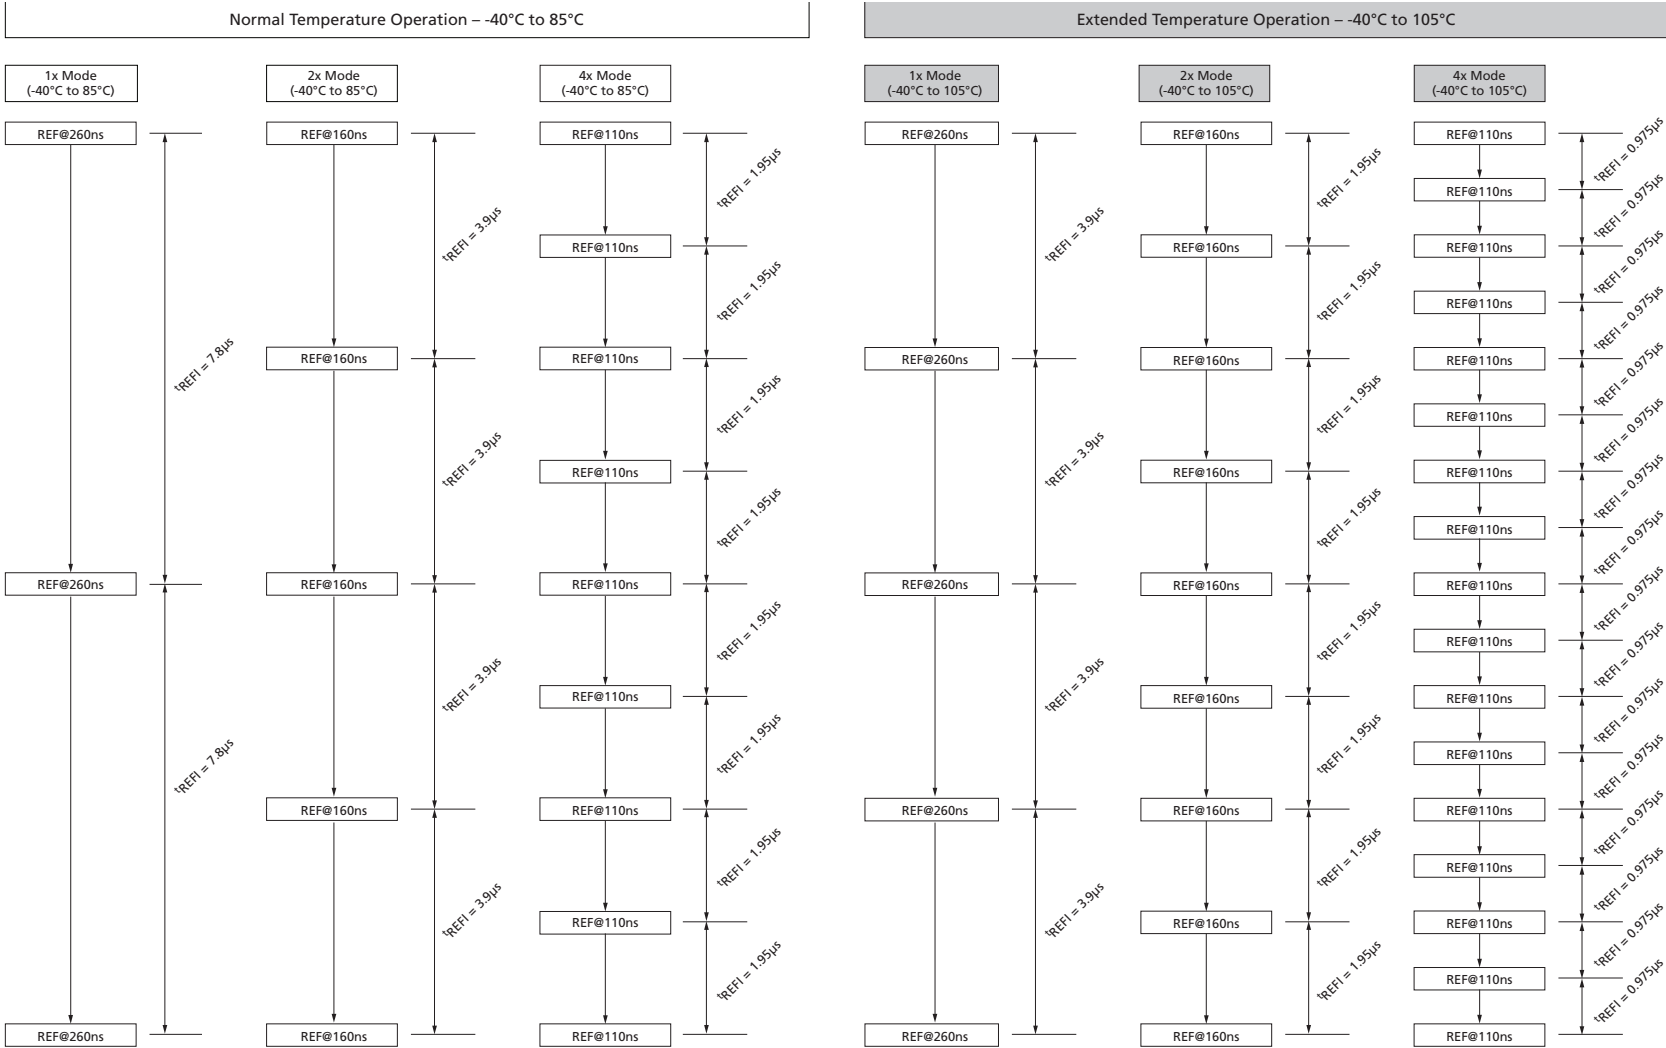 Normal Temperature Operation – -40°C to 85°C
1x Mode
(-40°C to 85°C)
REF@260ns
tREFI = 7.8µs
REF@260ns
tREFI = 7.8µs
REF@260ns
2x Mode
(-40°C to 85°C)
REF@160ns
tREFI = 3.9µs
REF@160ns
tREFI = 3.9µs
REF@160ns
tREFI = 3.9µs
REF@160ns
tREFI = 3.9µs
REF@160ns
4x Mode
(-40°C to 85°C)
REF@110ns
tREFI = 1.95µs
REF@110ns
tREFI = 1.95µs
REF@110ns
tREFI = 1.95µs
REF@110ns
tREFI = 1.95µs
REF@110ns
tREFI = 1.95µs
REF@110ns
tREFI = 1.95µs
REF@110ns
tREFI = 1.95µs
REF@110ns
tREFI = 1.95µs
REF@110ns
Extended Temperature Operation – -40°C to 105°C
1x Mode
(-40°C to 105°C)
REF@260ns
tREFI = 3.9µs
REF@260ns
tREFI = 3.9µs
REF@260ns
tREFI = 3.9µs
REF@260ns
tREFI = 3.9µs
REF@260ns
2x Mode
(-40°C to 105°C)
REF@160ns
tREFI = 1.95µs
REF@160ns
tREFI = 1.95µs
REF@160ns
tREFI = 1.95µs
REF@160ns
tREFI = 1.95µs
REF@160ns
tREFI = 1.95µs
REF@160ns
tREFI = 1.95µs
REF@160ns
tREFI = 1.95µs
REF@160ns
tREFI = 1.95µs
REF@160ns
4x Mode
(-40°C to 105°C)
REF@110ns
tREFI = 0.975µs
REF@110ns
tREFI = 0.975µs
REF@110ns
tREFI = 0.975µs
REF@110ns
tREFI = 0.975µs
REF@110ns
tREFI = 0.975µs
REF@110ns
tREFI = 0.975µs
REF@110ns
tREFI = 0.975µs
REF@110ns
tREFI = 0.975µs
REF@110ns
tREFI = 0.975µs
REF@110ns
tREFI = 0.975µs
REF@110ns
tREFI = 0.975µs
REF@110ns
tREFI = 0.975µs
REF@110ns
tREFI = 0.975µs
REF@110ns
tREFI = 0.975µs
REF@110ns
tREFI = 0.975µs
REF@110ns
tREFI = 0.975µs
REF@110ns